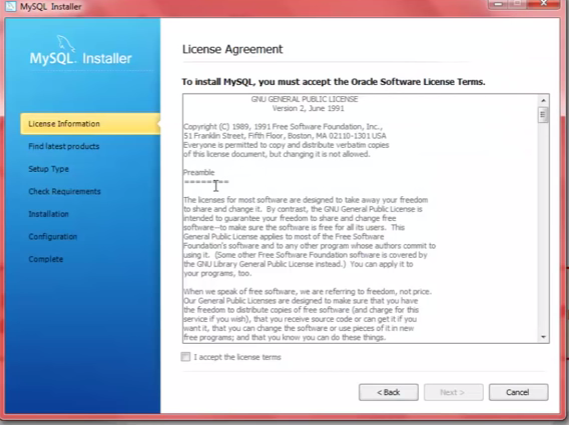 MySQL Installer
MySQL. Installer
License Information
Find latest products
Setup Type
Check Requirements
Installation
Configuration
Complete
License Agreement
To install MySQL, you must accept the Oracle Software License Terms.
GNU GENERAL PUBLIC LICENSE
Version 2, June 1991
Copyright (C) 1989, 1991 Free Software Foundation, Inc.,
51 Franklin Street, Fifth Floor, Boston, MA 02110-1301 USA
Everyone is permitted to copy and distribute verbatim copies
of this license document, but changing it is not allowed.
Preamble
=========
The licenses for most software are designed to take away your freedom
to share and change it. By contrast, the GNU General Public License is
intended to guarantee your freedom to share and change free
software--to make sure the software is free for all its users. This
General Public License applies to most of the Free Software
Foundation's software and to any other program whose authors commit to
using it. (Some other Free Software Foundation software is covered by
the GNU Library General Public License instead.) You can apply it to
your programs, too.
When we speak of free software, we are referring to freedom, not price.
Our General Public Licenses are designed to make sure that you have
the freedom to distribute copies of free software (and charge for this
service if you wish), that you receive source code or can get it if you
want it, that you can change the software or use pieces of it in new
free programs; and that you know you can do these things.
I accept the license terms
< Back
Next >
Cancel